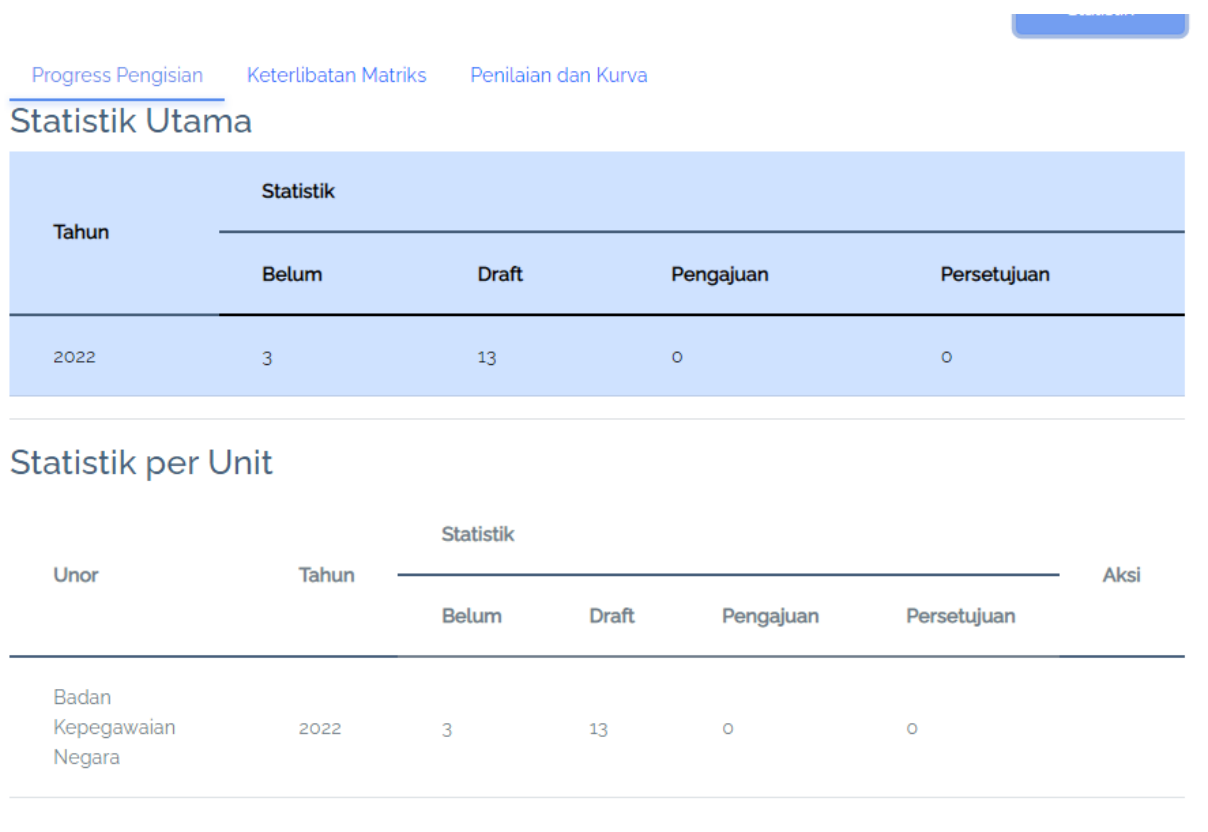 Progress Pengisian Keterlibatan Matriks Penilaian dan Kurva
Statistik Utama
Statistik
Tahun
Belum Draft Pengajuan Persetujuan
2022 3 13 0 0
Statistik per Unit
Statistik
Unor Tahun Aksi
Belum Draft Pengajuan Persetujuan
Badan
Kepegawaian
Negara
2022 3 13 0 0